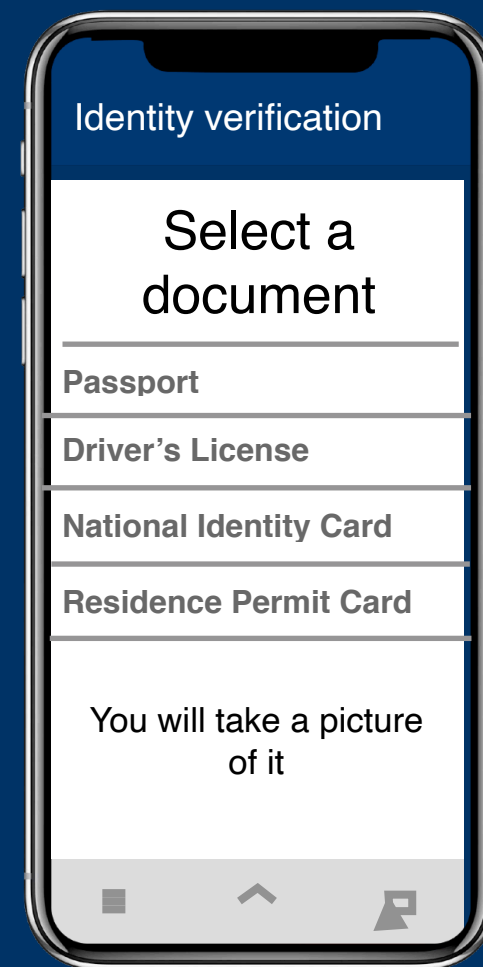 Identity verification
Select a
document
Passport
Driver’s License
National Identity Card
Residence Permit Card
You will take a picture
of it